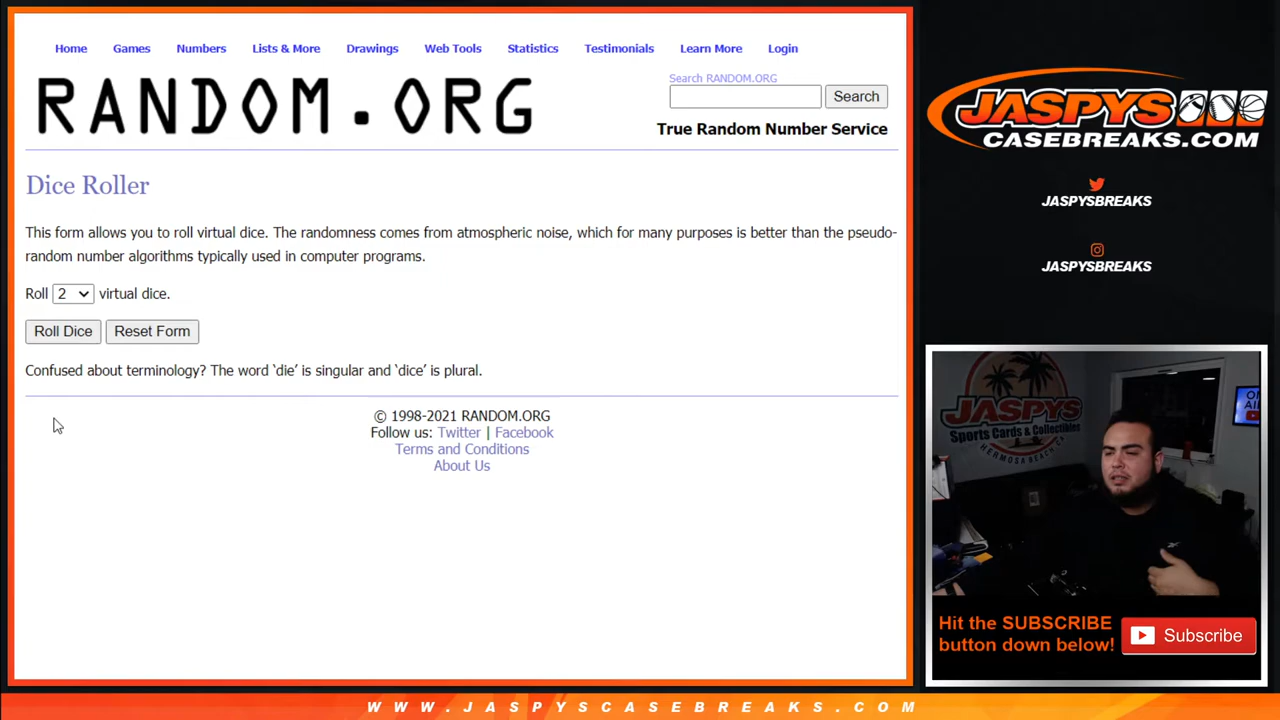 Home Games Numbers Lists & More Drawings Web Tools Statistics Testimonials Learn More Login
RANDOM.ORG
Search RANDOM.ORG
Search
True Random Number Service
Dice Roller
This form allows you to roll virtual dice. The randomness comes from atmospheric noise, which for many purposes is better than the pseudo-
random number algorithms typically used in computer programs.
Roll 2 virtual dice.
Roll Dice Reset Form
Confused about terminology? The word ‘die’ is singular and ‘dice’ is plural.
© 1998-2021 RANDOM.ORG
Follow us: Twitter | Facebook
Terms and Conditions
About Us
JASPYS
CASEBREAKS.COM
JASPYSBREAKS
JASPYSBREAKS
JASPYS
Sports Cards & Collectibles
HERMOSA BEACH CA
Hit the SUBSCRIBE
button down below!
Subscribe
WWW.JASPYSCASEBREAKS.COM